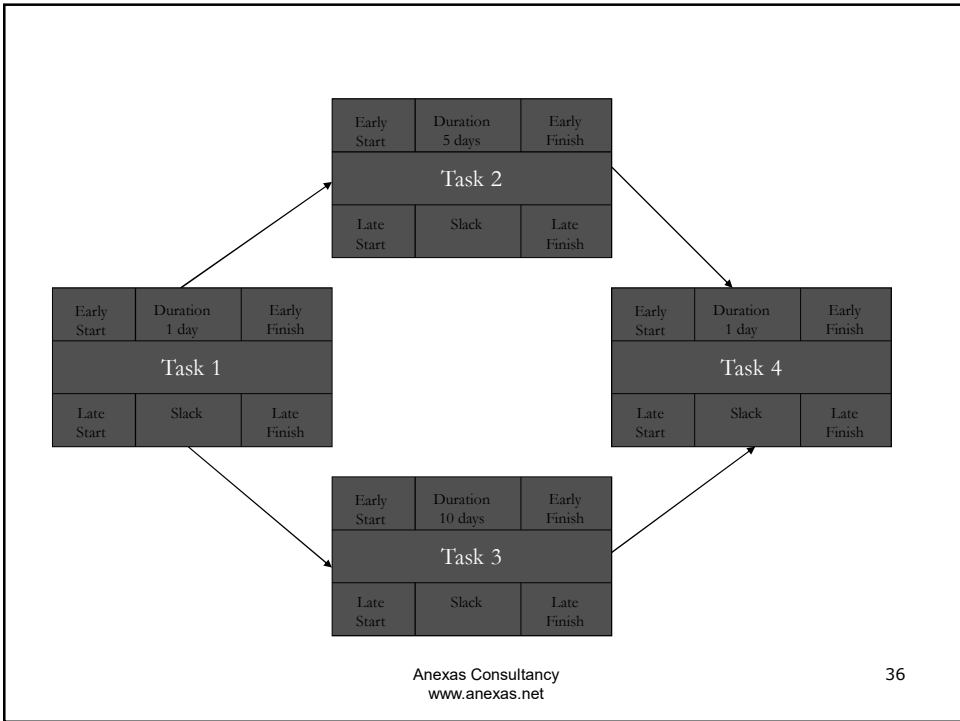 Early Duration Early
Start 5 days Finish
Task 2
Late Slack Late
Start Finish
Early Duration Early
Start 1 day Finish
Task 1
Late Slack Late
Start Finish
Early Duration Early
Start 1 day Finish
Task 4
Late Slack Late
Start Finish
Early Duration Early
Start 10 days Finish
Task 3
Late Slack Late
Start Finish
Anexas Consultancy
www.anexas.net
36